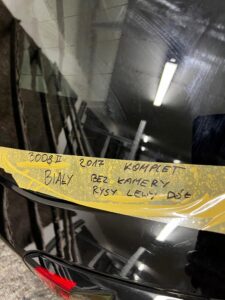 3008 II 2017 KOMPLET
BIAŁY BEZ KAMERY
RYSY LEWY DÓŁ